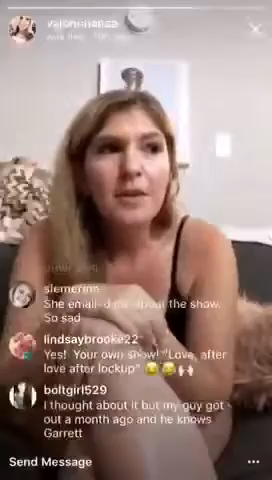 slemerinn
She emailed me about the show.
So sad
lindsaybrooke22
Yes! Your own show! "Love, after
love after lockup" 😂😂🙌
boltgirl529
I thought about it but my guy got
out a month ago and he knows
Garrett
Send Message